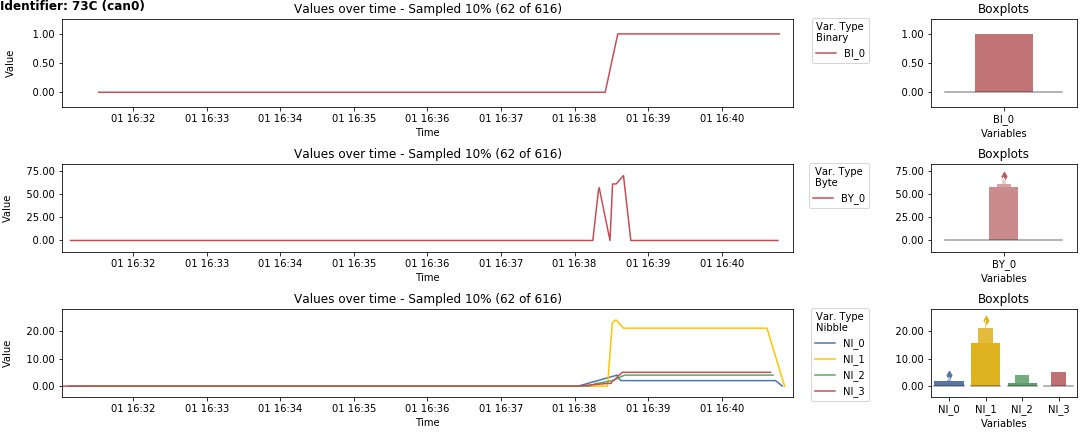 Identifier: 73C (can0)
Values over time - Sampled 10% (62 of 616)
Boxplots
Value
1.00
0.50
0.00
01 16:32 01 16:33 01 16:34 01 16:35 01 16:36 01 16:37 01 16:38 01 16:39 01 16:40
Time
Var. Type
Binary
BI_0
1.00
0.50
0.00
BI_0
Variables
Values over time - Sampled 10% (62 of 616)
Boxplots
Value
75.00
50.00
25.00
0.00
01 16:32 01 16:33 01 16:34 01 16:35 01 16:36 01 16:37 01 16:38 01 16:39 01 16:40
Time
Var. Type
Byte
BY_0
75.00
50.00
25.00
0.00
BY_0
Variables
Values over time - Sampled 10% (62 of 616)
Boxplots
Value
20.00
10.00
0.00
01 16:32 01 16:33 01 16:34 01 16:35 01 16:36 01 16:37 01 16:38 01 16:39 01 16:40
Time
Var. Type
Nibble
NI_0
NI_1
NI_2
NI_3
20.00
10.00
0.00
NI_0 NI_1 NI_2 NI_3
Variables